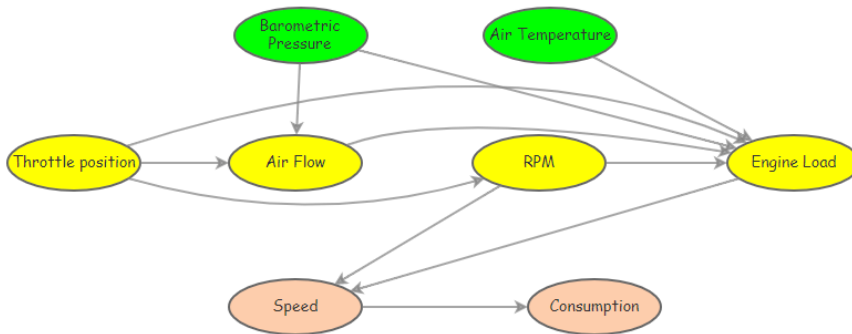 Barometric
Pressure
Air Temperature
Throttle position
Air Flow
RPM
Engine Load
Speed
Consumption